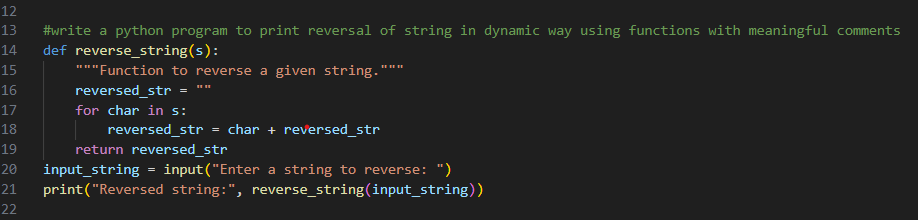 12
13 #write a python program to print reversal of string in dynamic way using functions with meaningful comments
14 def reverse_string(s):
15     """Function to reverse a given string."""
16     reversed_str = ""
17     for char in s:
18         reversed_str = char + reversed_str
19     return reversed_str
20 input_string = input("Enter a string to reverse: ")
21 print("Reversed string:", reverse_string(input_string))
22